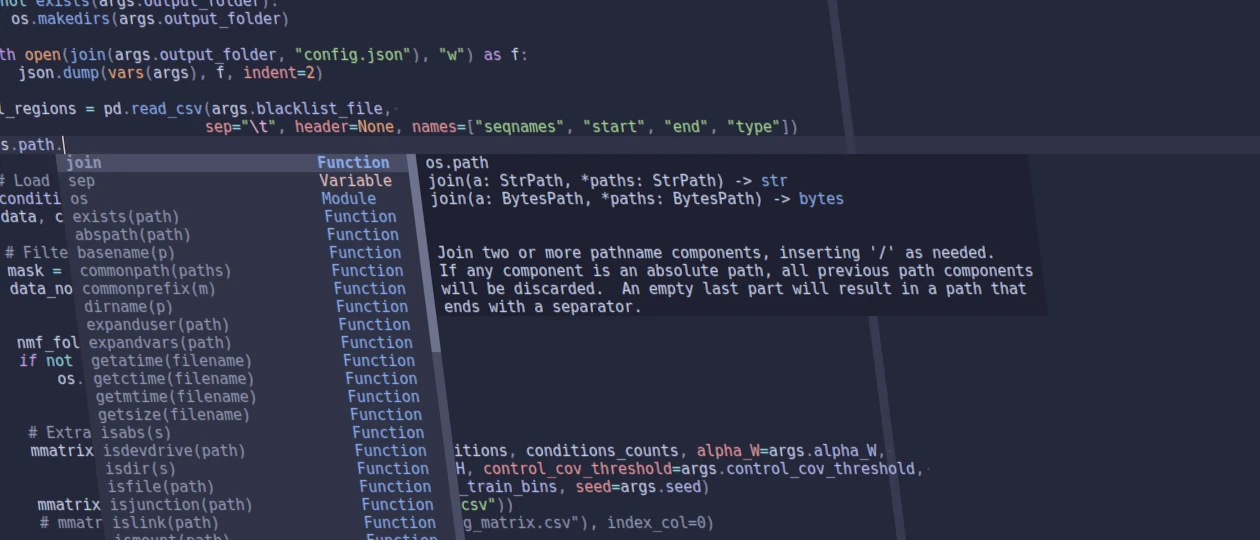 not exists(args.output_folder):
os.makedirs(args.output_folder)
th open(join(args.output_folder, "config.json"), "w") as f:
json.dump(vars(args), f, indent=2)
l_regions = pd.read_csv(args.blacklist_file,
sep="\t", header=None, names=["seqnames", "start", "end", "type"])
s.path.
join Function os.path
# Load sep Variable join(a: StrPath, *paths: StrPath) -> str
conditi os Module join(a: BytesPath, *paths: BytesPath) -> bytes
data, c exists(path) Function
abspath(path) Function
# Filte basename(p) Function Join two or more pathname components, inserting '/' as needed.
mask = commonpath(paths) Function If any component is an absolute path, all previous path components
data_no commonprefix(m) Function will be discarded.  An empty last part will result in a path that
dirname(p) Function ends with a separator.
expanduser(path) Function
nmf_fol expandvars(path) Function
if not getatime(filename) Function
os. getctime(filename) Function
getmtime(filename) Function
getsize(filename) Function
# Extra isabs(s) Function
mmatrix isdevdrive(path) Function itions, conditions_counts, alpha_W=args.alpha_W,
isdir(s) Function H, control_cov_threshold=args.control_cov_threshold,
isfile(path) Function _train_bins, seed=args.seed)
mmatrix isjunction(path) Function csv"))
# mmatr islink(path) Function g_matrix.csv"), index_col=0)
ismount(path) Function